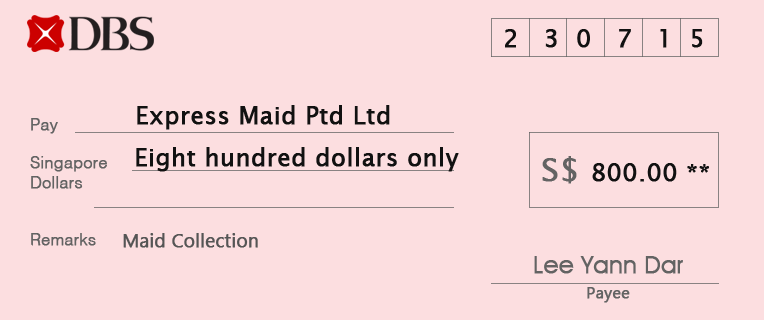 DBS
2 3 0 7 1 5
Pay Express Maid Ptd Ltd
Singapore Dollars Eight hundred dollars only
S$ 800.00 **
Remarks Maid Collection
Lee Yann Dar
Payee